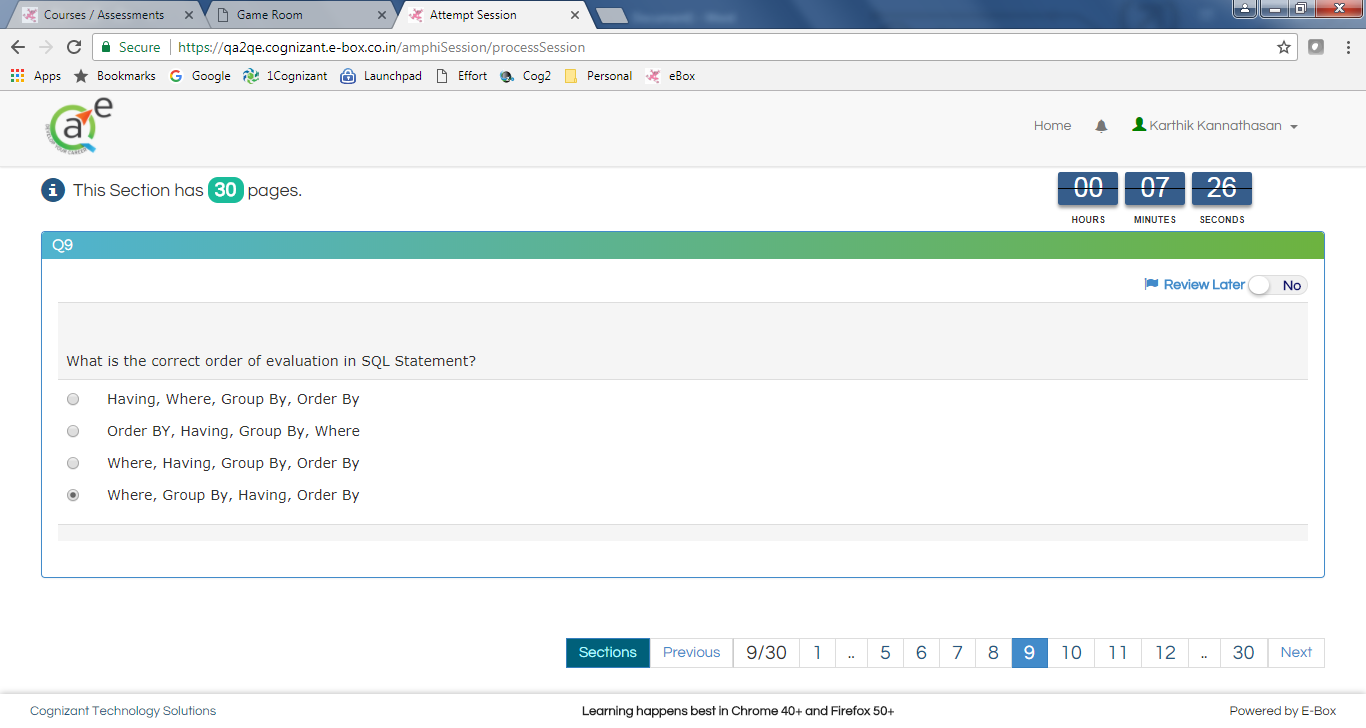 Courses / Assessments
Game Room
Attempt Session
Secure
https://qa2qe.cognizant.e-box.co.in/amphiSession/processSession
Apps Bookmarks Google 1Cognizant Launchpad Effort Cog2 Personal eBox
a e
Home Karthik Kannathasan
This Section has 30 pages.
00 07 26
HOURS MINUTES SECONDS
Q9
Review Later No
What is the correct order of evaluation in SQL Statement?
Having, Where, Group By, Order By
Order BY, Having, Group By, Where
Where, Having, Group By, Order By
Where, Group By, Having, Order By
Sections Previous 9/30 1 .. 5 6 7 8 9 10 11 12 .. 30 Next
Cognizant Technology Solutions Learning happens best in Chrome 40+ and Firefox 50+ Powered by E-Box